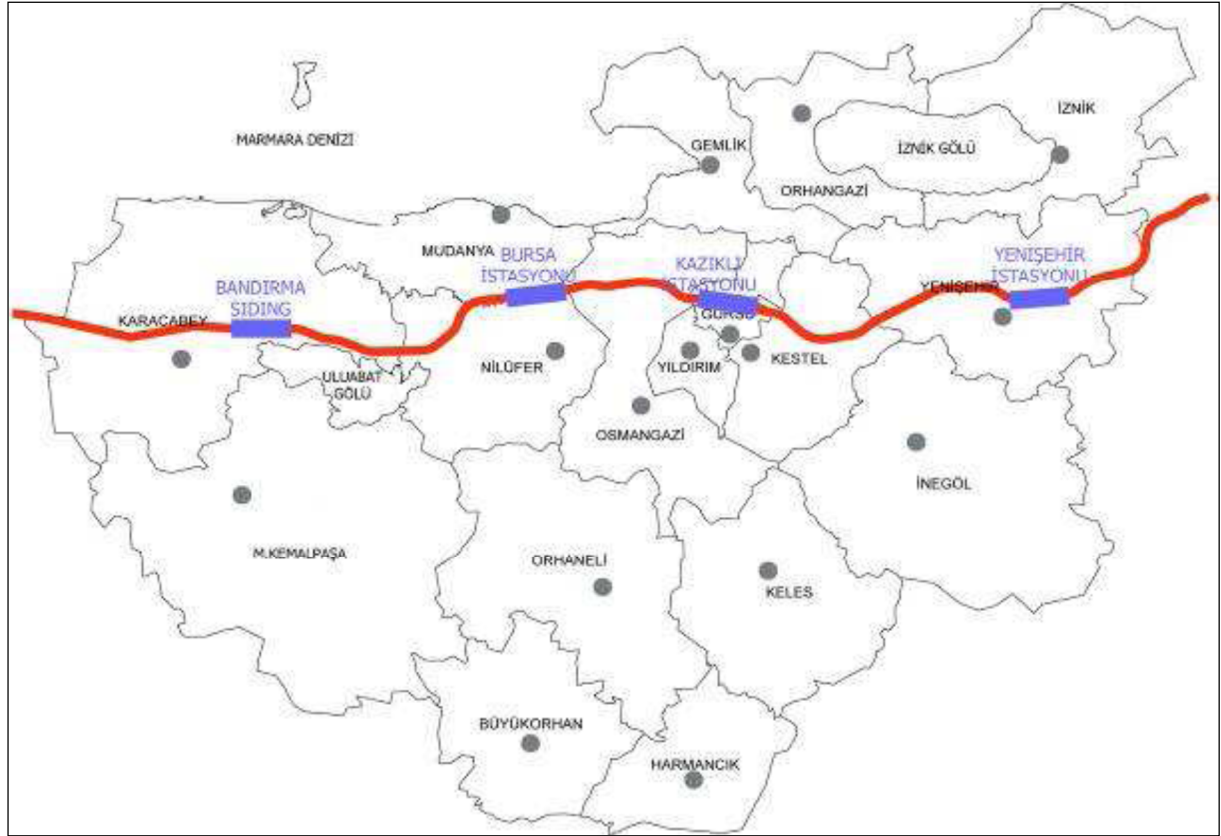 İZNİK
MARMARA DENİZİ
GEMLİK
İZNİK GÖLÜ
ORHANGAZİ
MUDANYA
BURSA
İSTASYONU
KAZIKLI
İSTASYONU
YENİŞEHİR
İSTASYONU
YENİŞEHİR
BANDIRMA
SIDING
KARACABEY
GÜRSU
ULUABAT
GÖLÜ
NİLÜFER
YILDIRIM
KESTEL
OSMANGAZİ
İNEGÖL
M.KEMALPAŞA
ORHANELİ
KELES
BÜYÜKORHAN
HARMANCIK